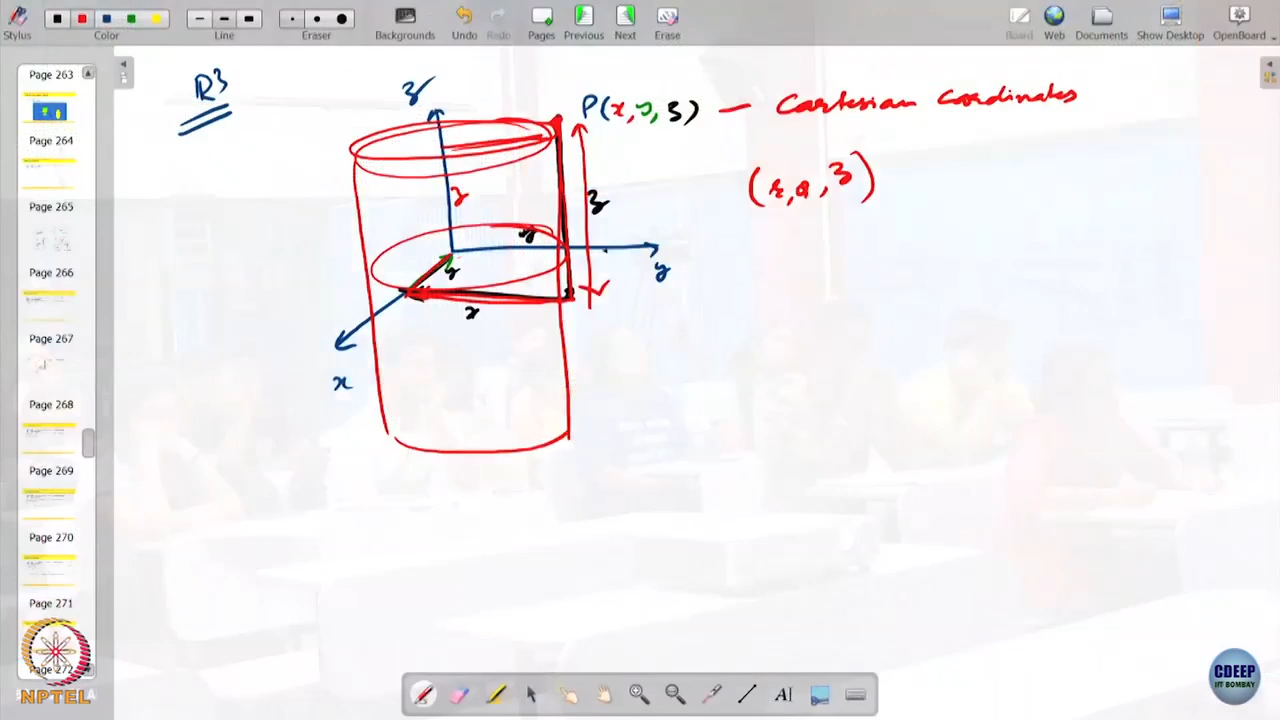 Stylus
Color
Line
Eraser
Backgrounds
Undo
Redo
Pages
Previous
Next
Erase
Board
Web
Documents
Show Desktop
OpenBoard
Page 263
Page 264
Page 265
Page 266
Page 267
Page 268
Page 269
Page 270
Page 271
Page 272
R3
z
P(x, y, z) — Cartesian Coordinates
(r, θ, z)
z
y
y
x
x
NPTEL
CDEEP
IIT BOMBAY